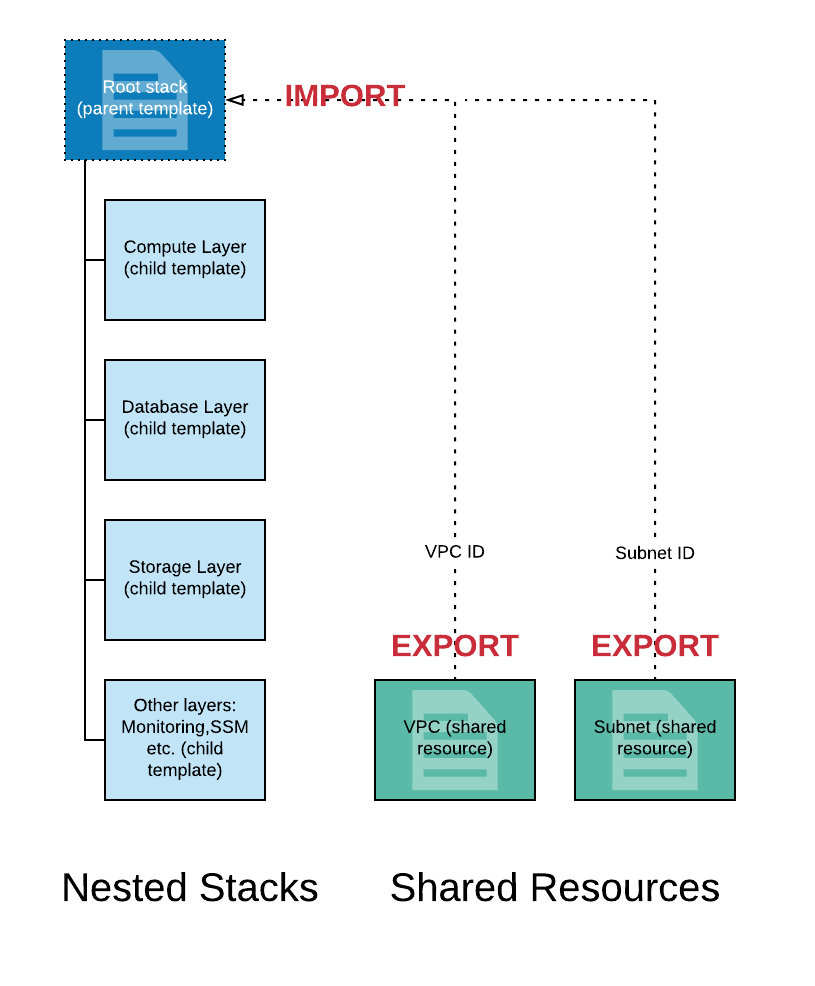 Root stack
(parent template)
IMPORT
Compute Layer
(child template)
Database Layer
(child template)
Storage Layer
(child template)
VPC ID
Subnet ID
EXPORT
EXPORT
Other layers:
Monitoring,SSM
etc. (child
template)
VPC (shared
resource)
Subnet (shared
resource)
Nested Stacks
Shared Resources